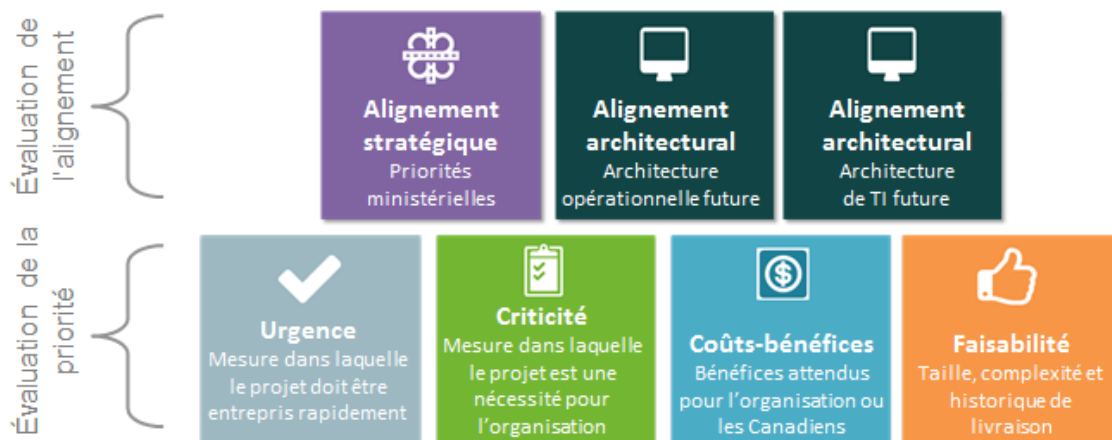 Évaluation de
l'alignement
Alignement
stratégique
Priorités
ministérielles
Alignement
architectural
Architecture
opérationnelle future
Alignement
architectural
Architecture
de TI future
Évaluation de la
priorité
Urgence
Mesure dans laquelle
le projet doit être
entrepris rapidement
Criticité
Mesure dans laquelle
le projet est une
nécessité pour
l'organisation
$
Coûts-bénéfices
Bénéfices attendus
pour l'organisation ou
les Canadiens
Faisabilité
Taille, complexité et
historique de
livraison